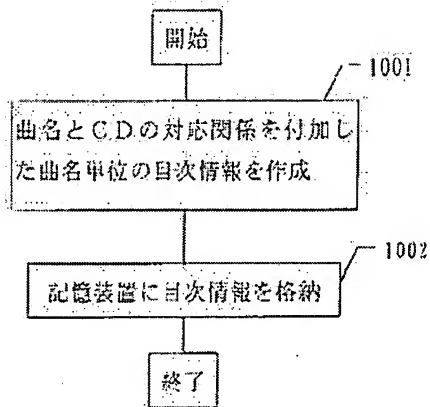 開始
1001
曲名とCDの対応関係を付加し
た曲名単位の目次情報を作成
1002
記憶装置に目次情報を格納
終了